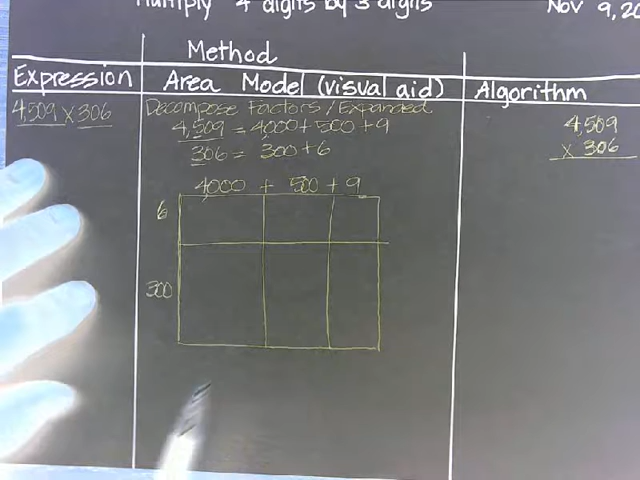 Multiply 4 digits by 3 digits
Nov 9, 20
Method
Expression
Area Model (visual aid)
Algorithm
4,509 x 306
Decompose Factors/Expanded
4,509 = 4000 + 500 + 9
306 = 300 + 6
4,509
x 306
4000 + 500 + 9
6
300